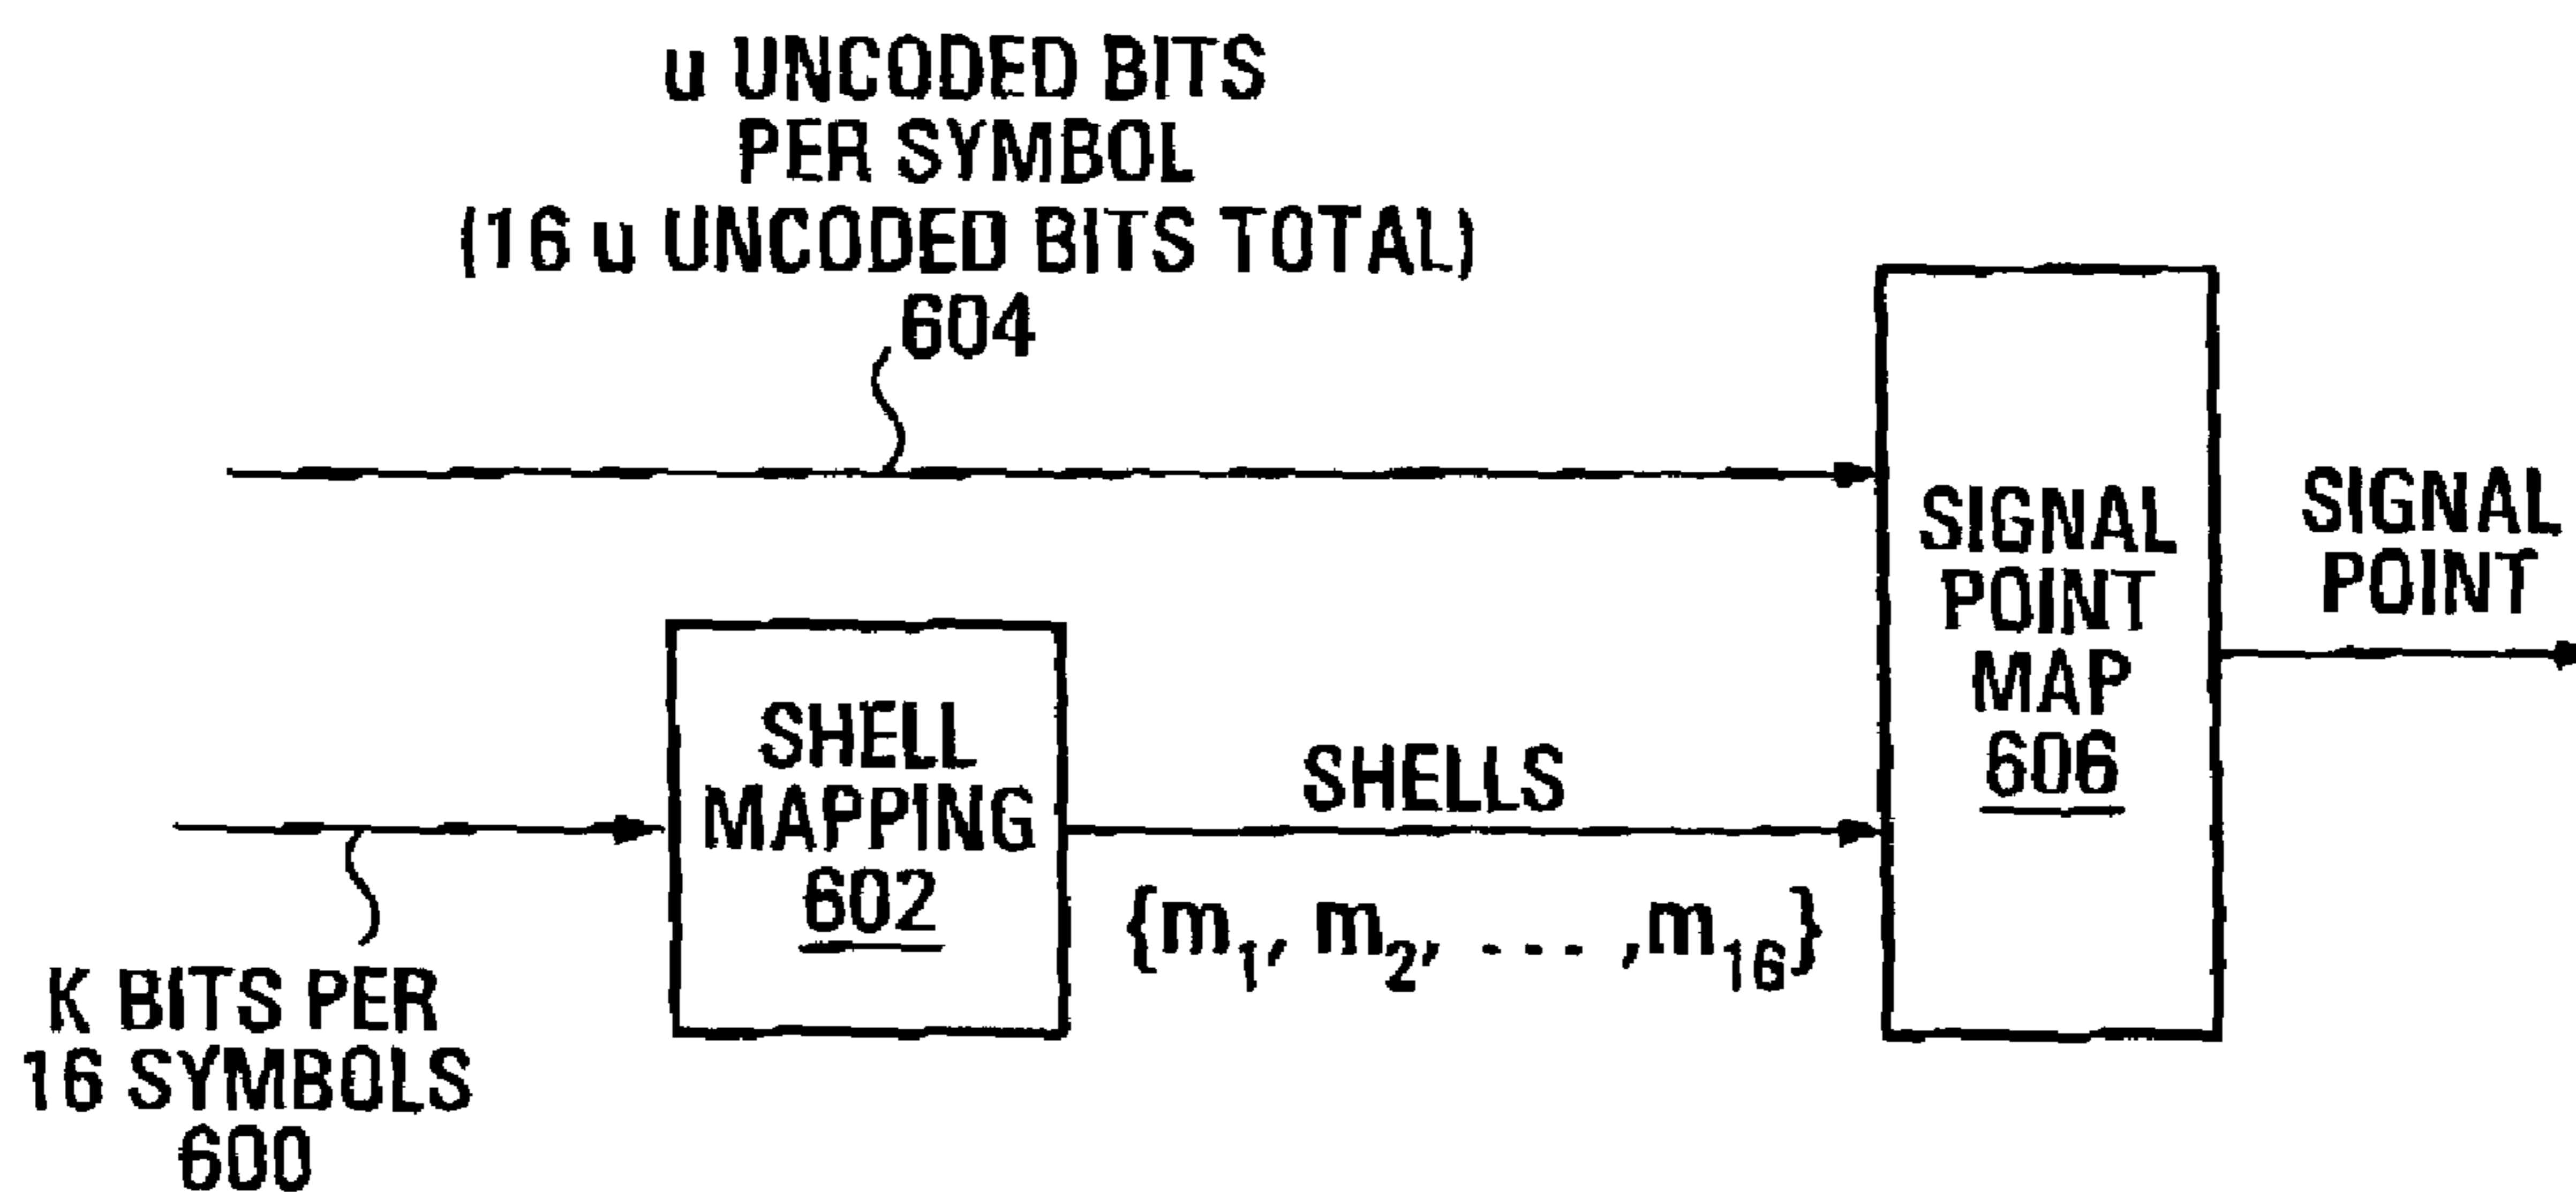 u UNCODED BITS
PER SYMBOL
(16 u UNCODED BITS TOTAL)
604
SIGNAL
POINT
MAP
606
SIGNAL
POINT
SHELL
MAPPING
602
SHELLS
{m₁, m₂, ... ,m₁₆}
K BITS PER
16 SYMBOLS
600